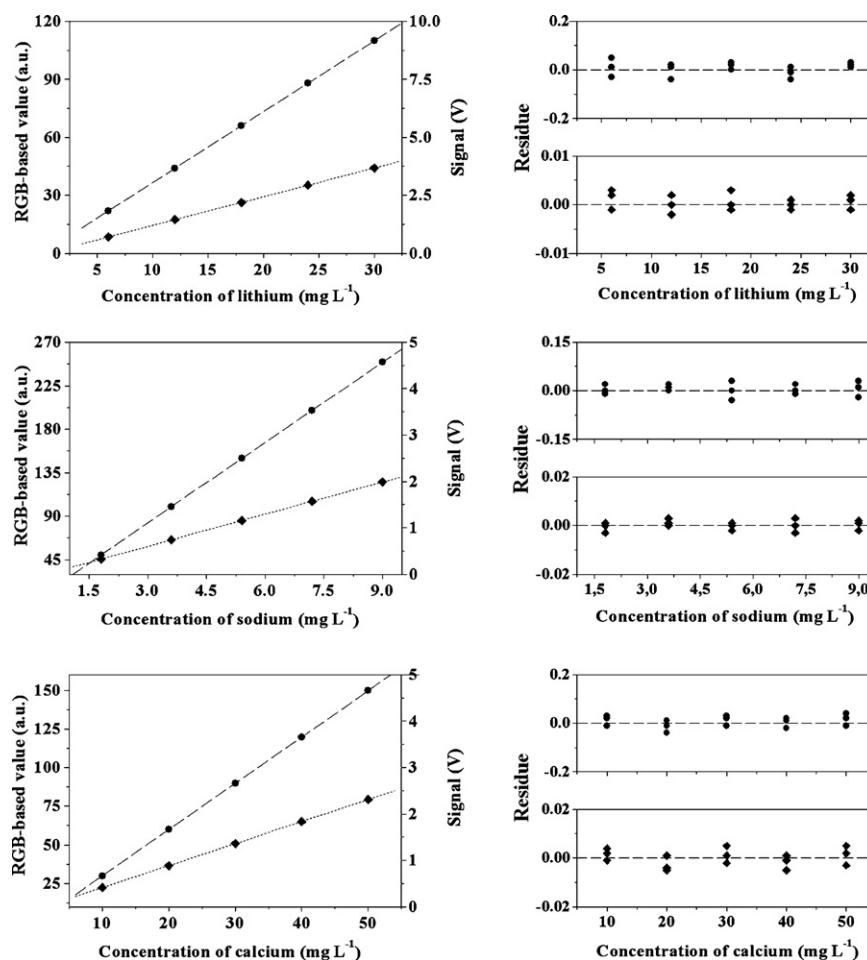 120
90
60
30
0
RGB-based value (a.u.)
10.0
7.5
5.0
2.5
0.0
Signal (V)
5 10 15 20 25 30
Concentration of lithium (mg L⁻¹)
0.2
0.0
-0.2
0.01
0.00
-0.01
Residue
5 10 15 20 25 30
Concentration of lithium (mg L⁻¹)
270
225
180
135
90
45
RGB-based value (a.u.)
5
4
3
2
1
0
Signal (V)
1.5 3.0 4.5 6.0 7.5 9.0
Concentration of sodium (mg L⁻¹)
0.15
0.00
-0.15
0.02
0.00
-0.02
Residue
1,5 3,0 4,5 6,0 7,5 9,0
Concentration of sodium (mg L⁻¹)
150
125
100
75
50
25
RGB-based value (a.u.)
5
4
3
2
1
0
Signal (V)
10 20 30 40 50
Concentration of calcium (mg L⁻¹)
0.2
0.0
-0.2
0.02
0.00
-0.02
Residue
10 20 30 40 50
Concentration of calcium (mg L⁻¹)